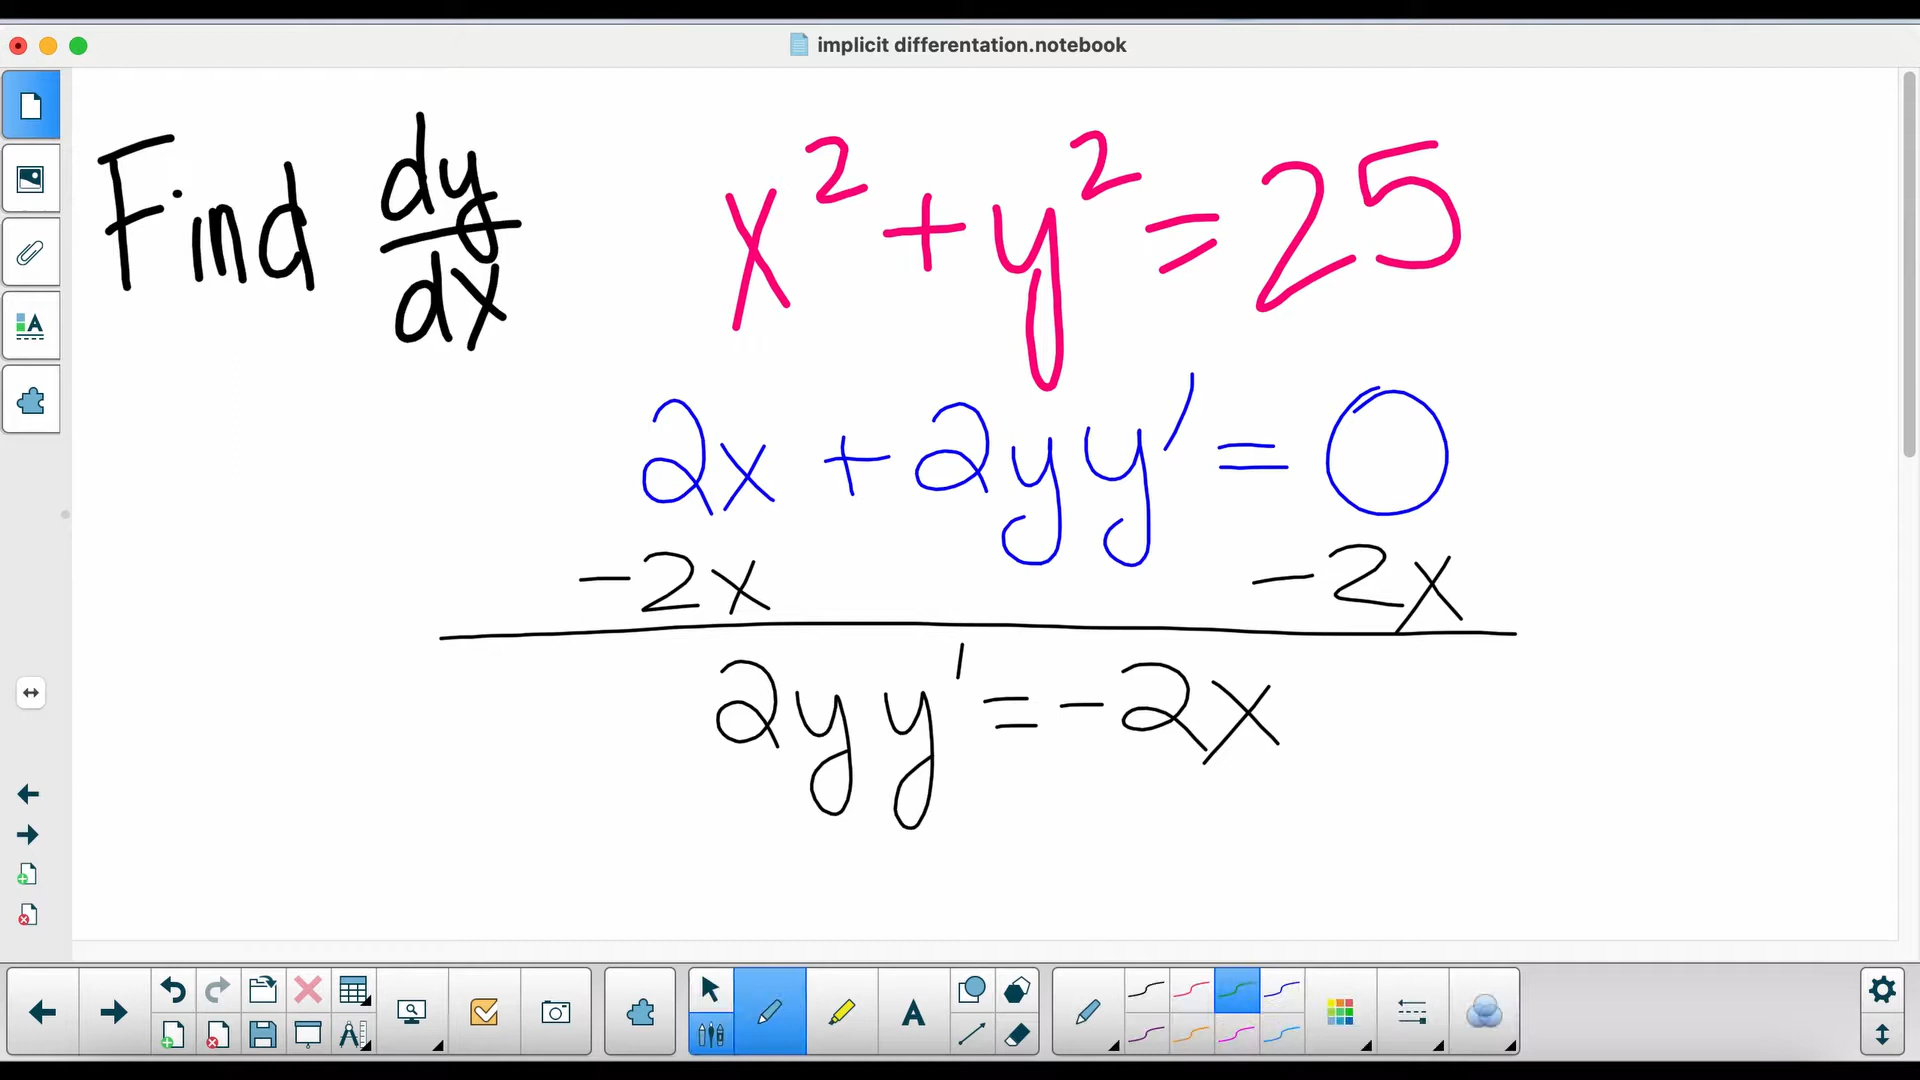 implicit differentation.notebook
Find dy/dx x² + y² = 25
2x + 2yy' = 0
-2x -2x
2yy' = -2x